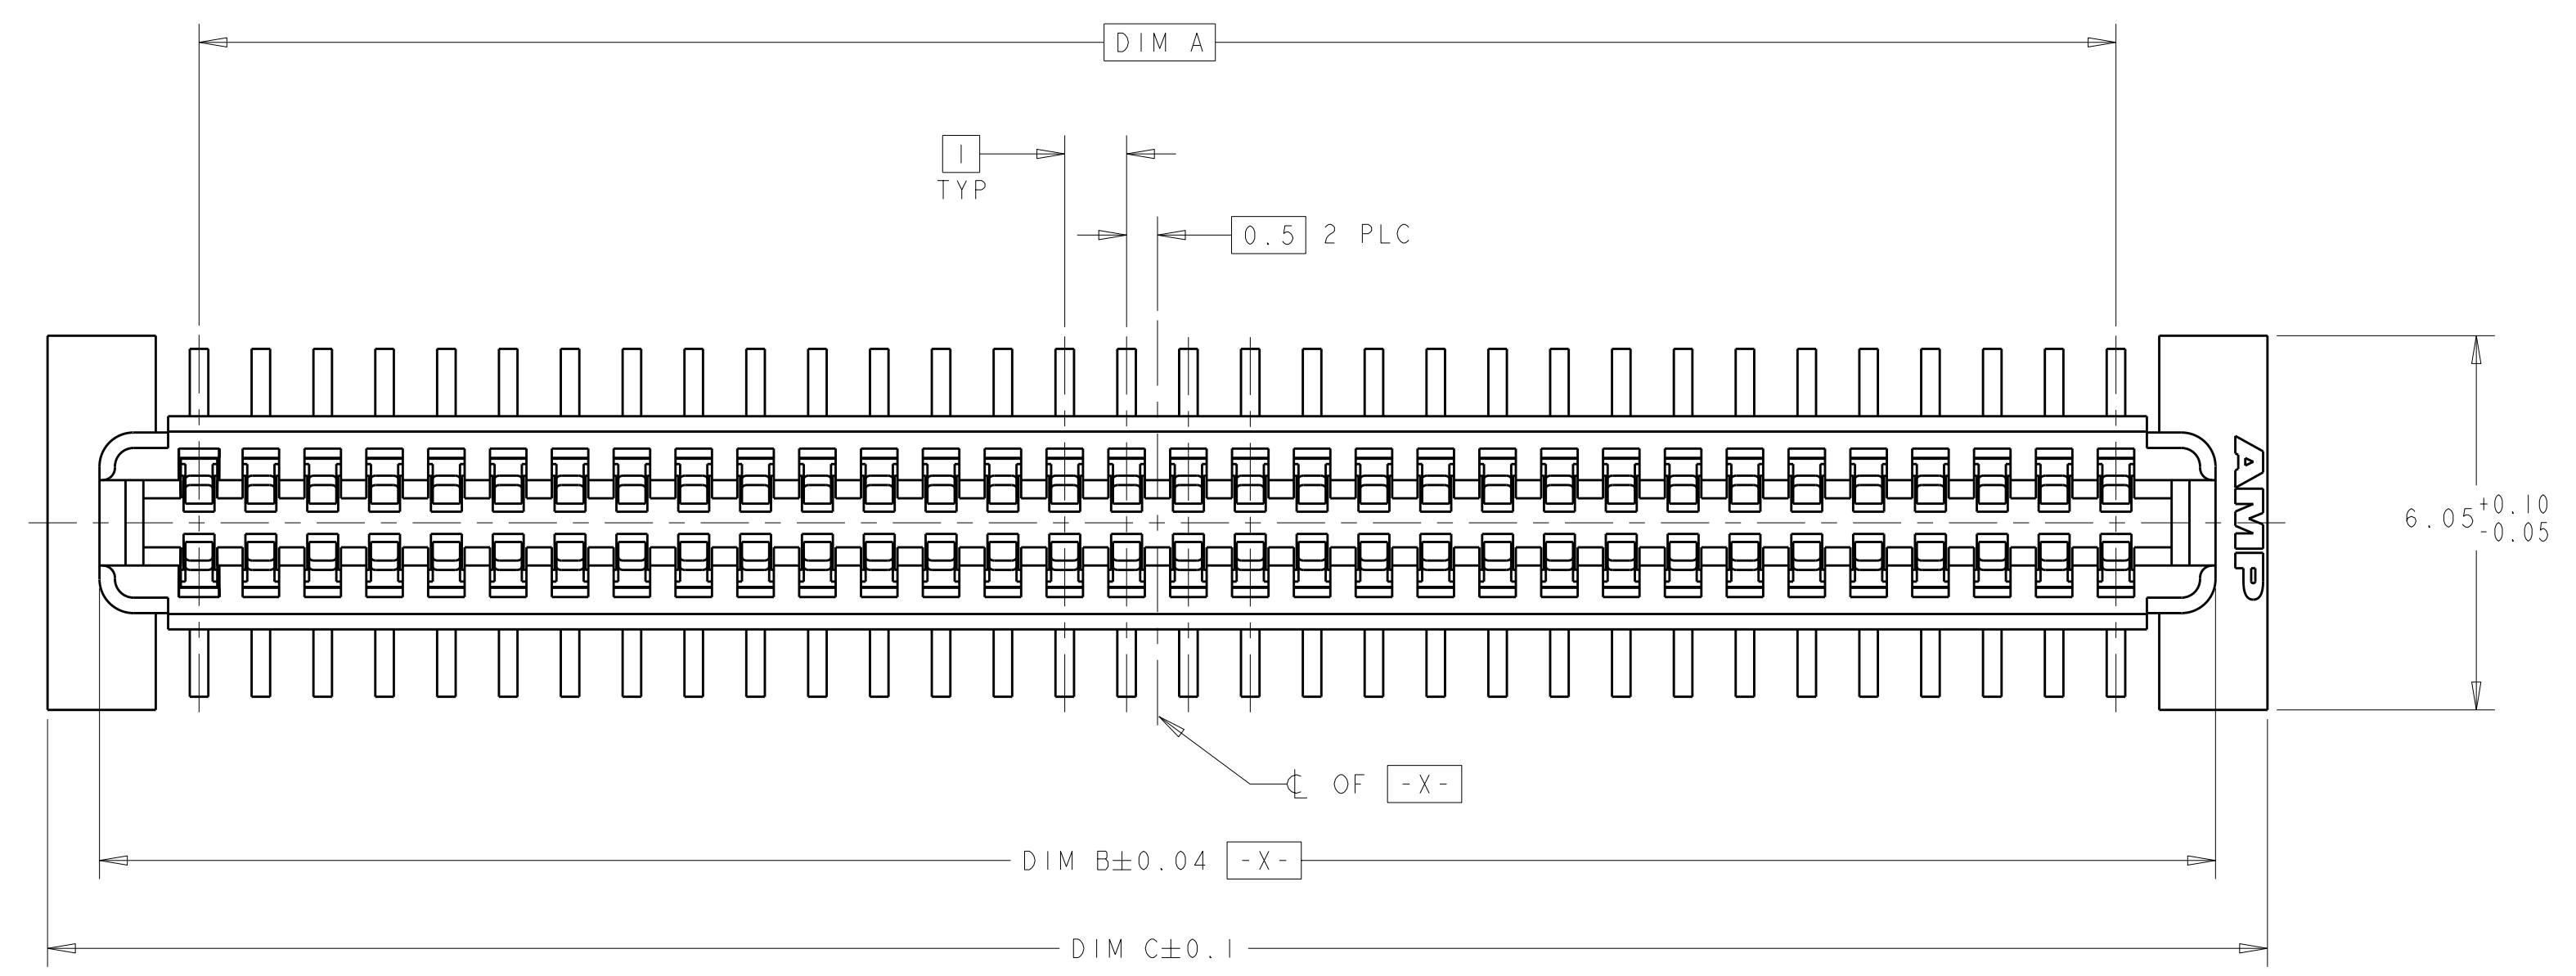 DIM A
1
TYP
0.5 2 PLC
AMP
6.05 +0.10
-0.05
℄ OF -X-
DIM B±0.04 -X-
DIM C±0.1